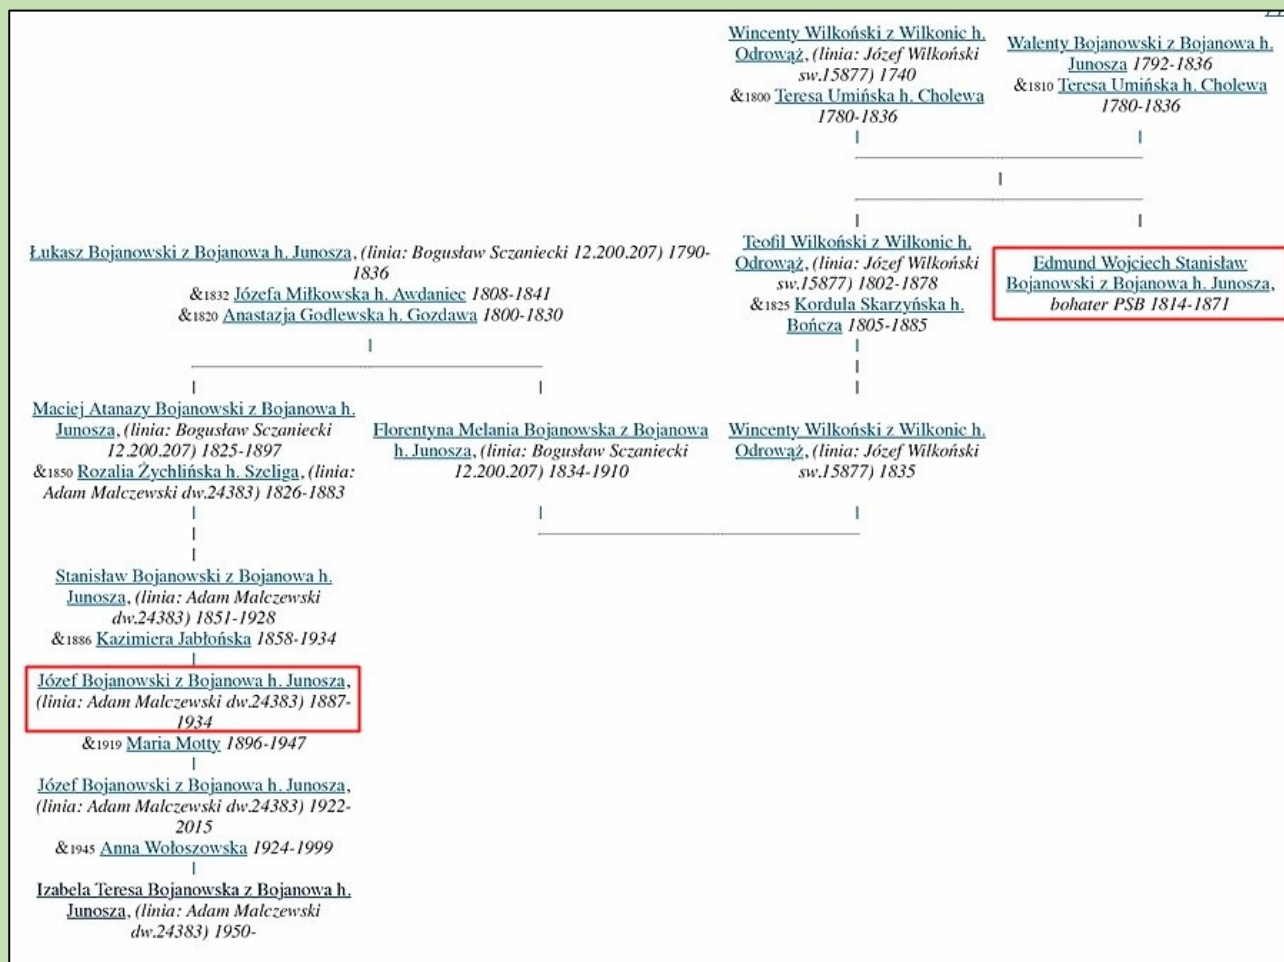 Wincenty Wilkoński z Wilkonic h.
Odrowąż, (linia: Józef Wilkoński
sw.15877) 1740
&1800 Teresa Umińska h. Cholewa
1780-1836
Walenty Bojanowski z Bojanowa h.
Junosza 1792-1836
&1810 Teresa Umińska h. Cholewa
1780-1836
Łukasz Bojanowski z Bojanowa h. Junosza, (linia: Bogusław Sczaniecki 12.200.207) 1790-
1836
&1832 Józefa Miłkowska h. Awdaniec 1808-1841
&1820 Anastazja Godlewska h. Gozdawa 1800-1830
Teofil Wilkoński z Wilkonic h.
Odrowąż, (linia: Józef Wilkoński
sw.15877) 1802-1878
&1825 Kordula Skarzyńska h.
Bończa 1805-1885
Edmund Wojciech Stanisław
Bojanowski z Bojanowa h. Junosza,
bohater PSB 1814-1871
Maciej Atanazy Bojanowski z Bojanowa h.
Junosza, (linia: Bogusław Sczaniecki
12.200.207) 1825-1897
&1850 Rozalia Żychlińska h. Szeliga, (linia:
Adam Malczewski dw.24383) 1826-1883
Florentyna Melania Bojanowska z Bojanowa
h. Junosza, (linia: Bogusław Sczaniecki
12.200.207) 1834-1910
Wincenty Wilkoński z Wilkonic h.
Odrowąż, (linia: Józef Wilkoński
sw.15877) 1835
Stanisław Bojanowski z Bojanowa h.
Junosza, (linia: Adam Malczewski
dw.24383) 1851-1928
&1886 Kazimiera Jabłońska 1858-1934
Józef Bojanowski z Bojanowa h. Junosza,
(linia: Adam Malczewski dw.24383) 1887-
1934
&1919 Maria Motty 1896-1947
Józef Bojanowski z Bojanowa h. Junosza,
(linia: Adam Malczewski dw.24383) 1922-
2015
&1945 Anna Wołoszowska 1924-1999
Izabela Teresa Bojanowska z Bojanowa h.
Junosza, (linia: Adam Malczewski
dw.24383) 1950-